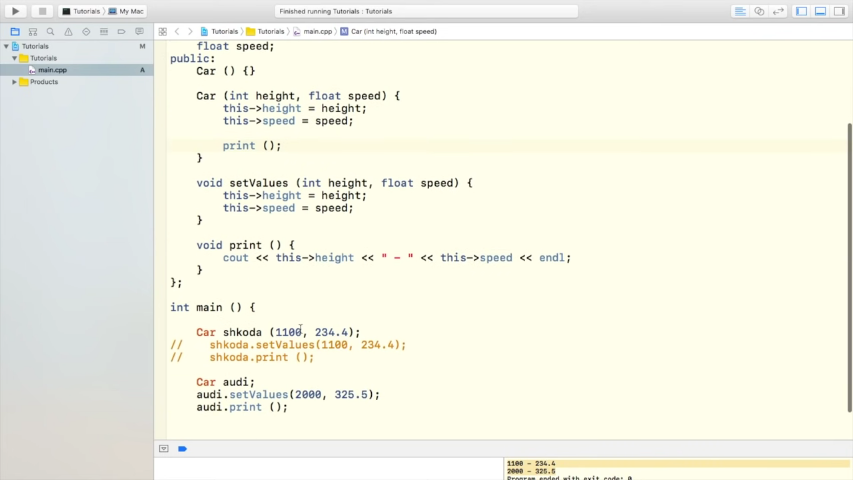 Tutorials 〉 My Mac
Finished running Tutorials : Tutorials
Tutorials
M
Tutorials
main.cpp
A
Products
Tutorials 〉 Tutorials 〉 main.cpp 〉 M Car (int height, float speed)
float speed;
public:
Car () {}
Car (int height, float speed) {
this->height = height;
this->speed = speed;
print ();
}
void setValues (int height, float speed) {
this->height = height;
this->speed = speed;
}
void print () {
cout << this->height << " - " << this->speed << endl;
}
};
int main () {
Car shkoda (1100, 234.4);
// shkoda.setValues(1100, 234.4);
// shkoda.print ();
Car audi;
audi.setValues(2000, 325.5);
audi.print ();
1100 - 234.4
2000 - 325.5
Program ended with exit code: 0